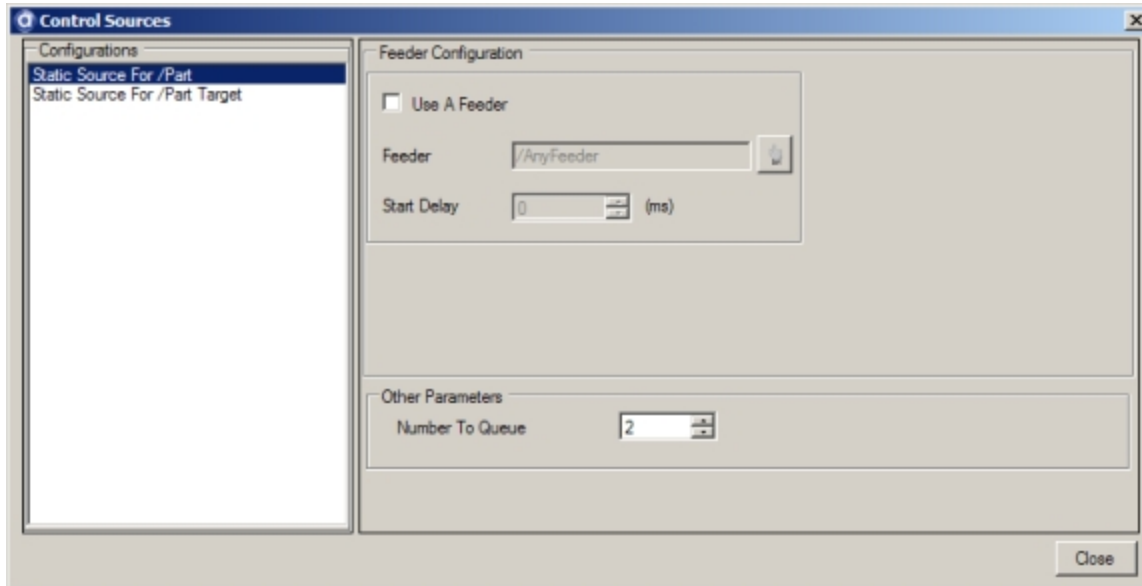 Control Sources
Configurations
Static Source For /Part
Static Source For /Part Target
Feeder Configuration
Use A Feeder
Feeder /AnyFeeder
Start Delay 0 (ms)
Other Parameters
Number To Queue 2
Close